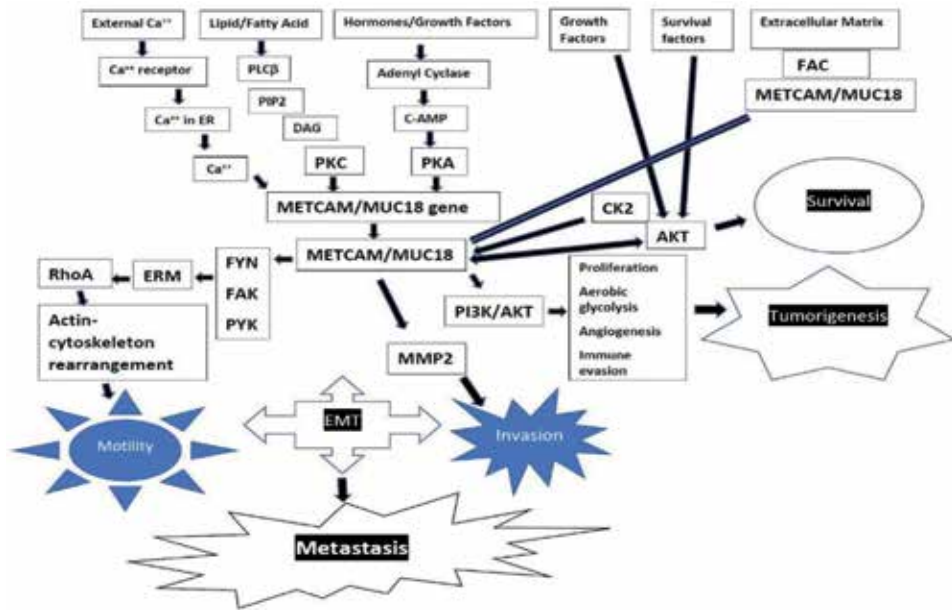 External Ca⁺⁺
Lipid/Fatty Acid
Hormones/Growth Factors
Growth
Factors
Survival
factors
Extracellular Matrix
FAC
METCAM/MUC18
Ca⁺⁺ receptor
PLCβ
Adenyl Cyclase
PIP2
Ca⁺⁺ in ER
DAG
C-AMP
Ca⁺⁺
PKC
PKA
METCAM/MUC18 gene
CK2
AKT
Survival
METCAM/MUC18
RhoA
ERM
FYN
FAK
PYK
PI3K/AKT
Proliferation
Aerobic
glycolysis
Angiogenesis
Immune
evasion
Tumorigenesis
Actin-
cytoskeleton
rearrangement
MMP2
Motility
EMT
Invasion
Metastasis